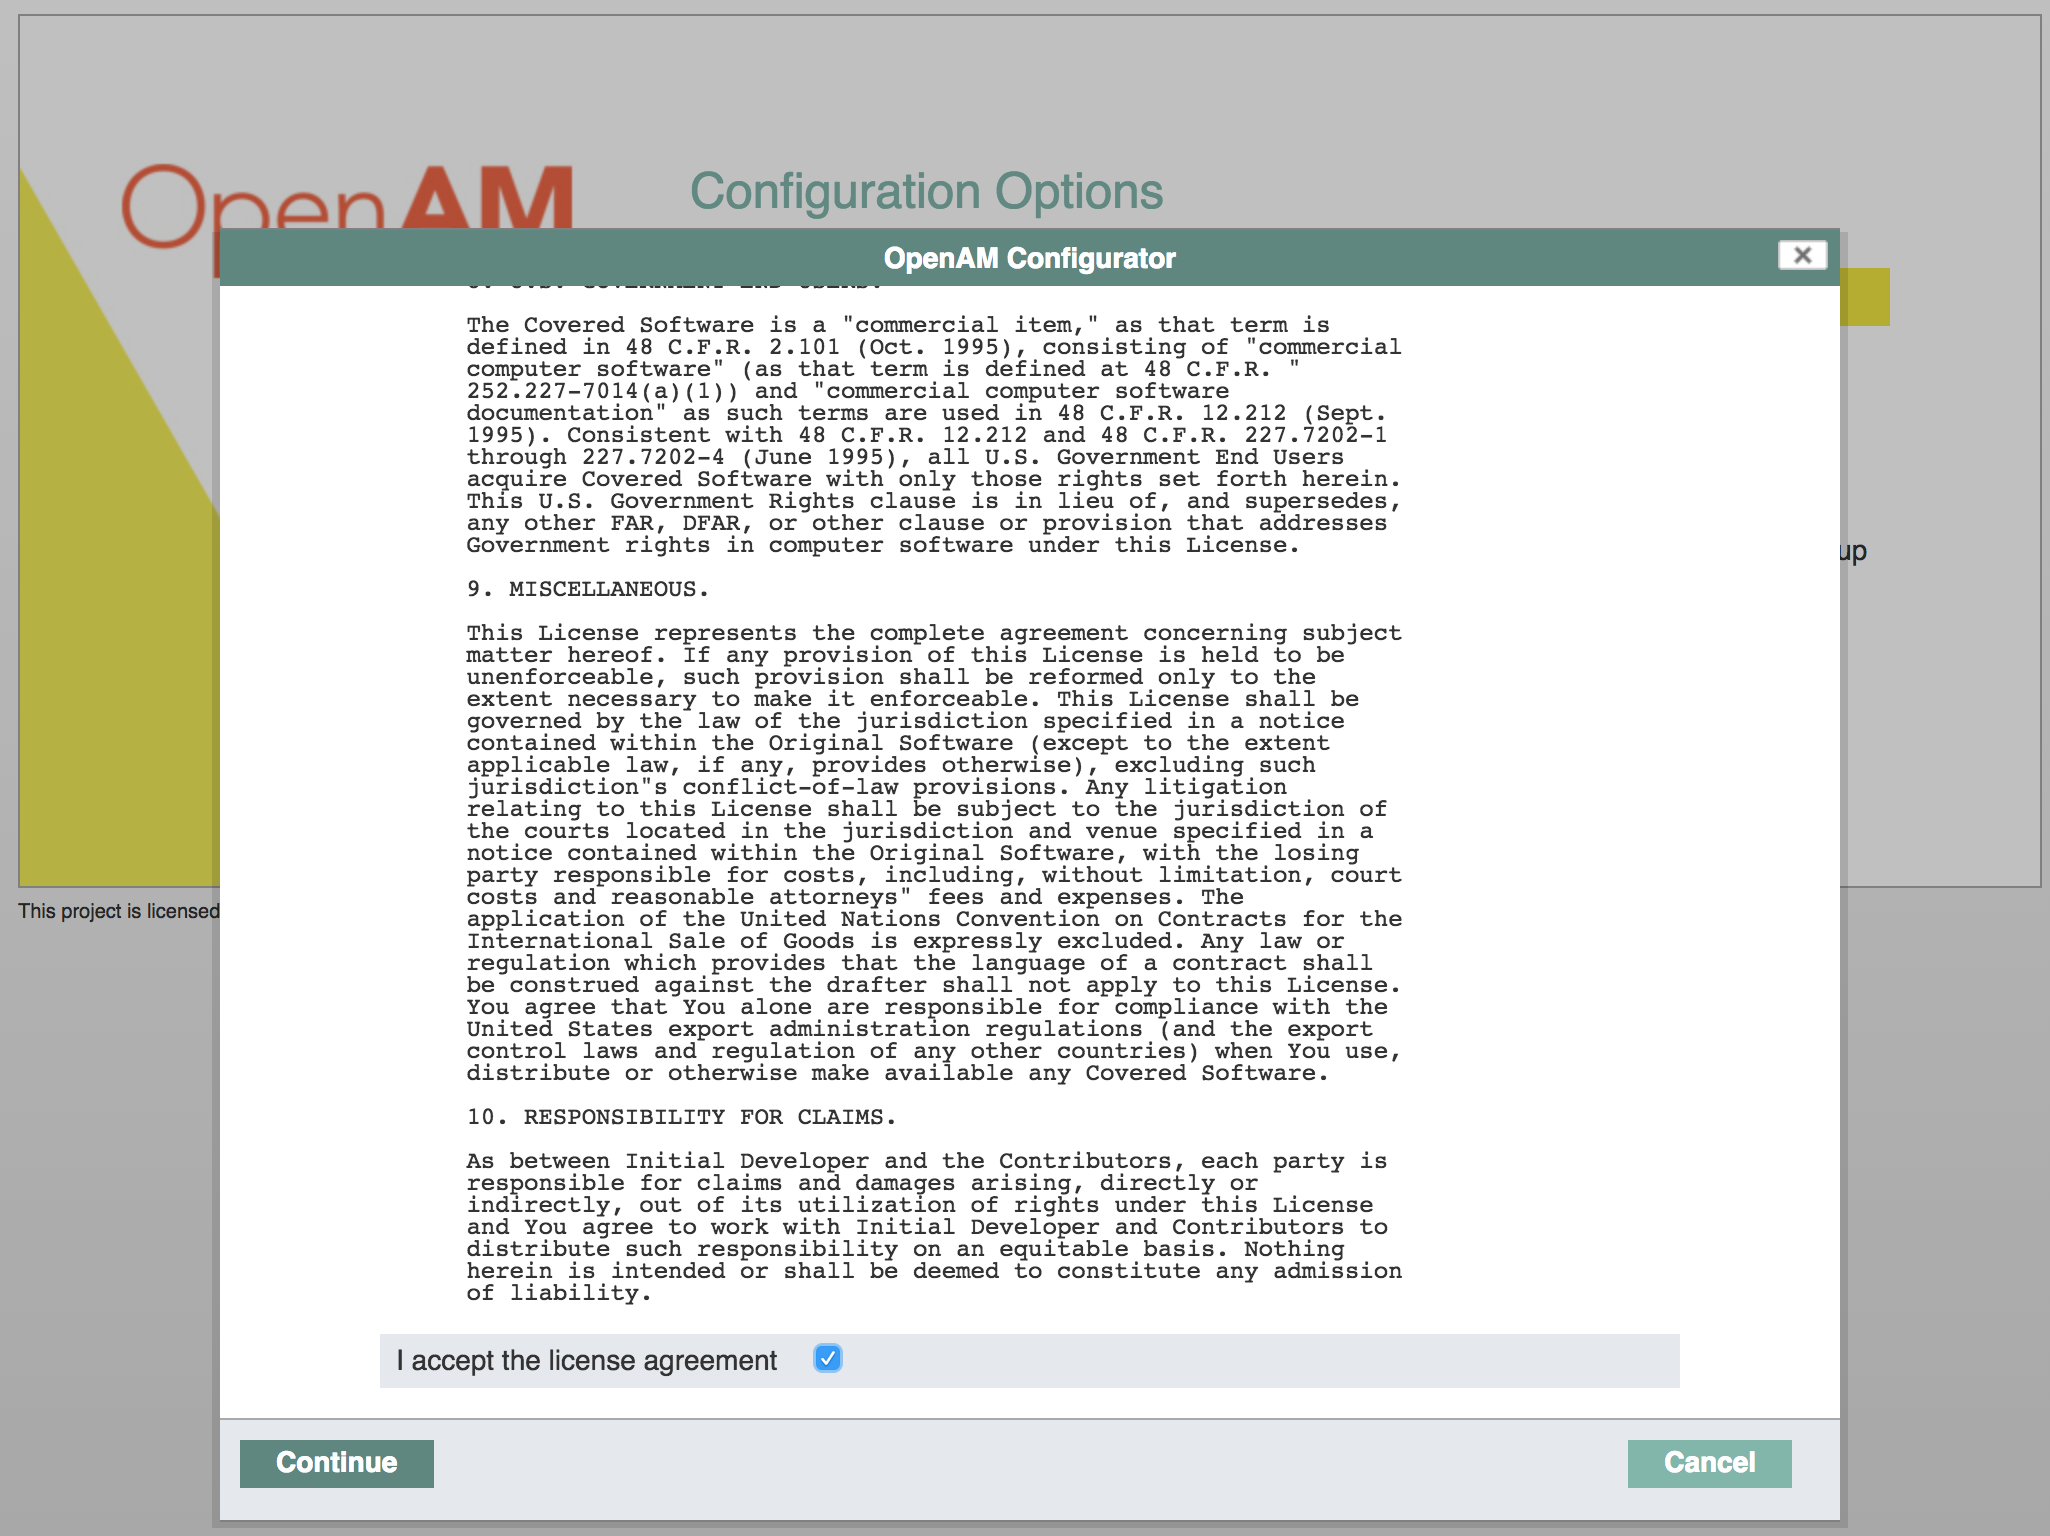 OpenAM
Configuration Options
OpenAM Configurator
The Covered Software is a "commercial item," as that term is
defined in 48 C.F.R. 2.101 (Oct. 1995), consisting of "commercial
computer software" (as that term is defined at 48 C.F.R. "
252.227-7014(a)(1)) and "commercial computer software
documentation" as such terms are used in 48 C.F.R. 12.212 (Sept.
1995). Consistent with 48 C.F.R. 12.212 and 48 C.F.R. 227.7202-1
through 227.7202-4 (June 1995), all U.S. Government End Users
acquire Covered Software with only those rights set forth herein.
This U.S. Government Rights clause is in lieu of, and supersedes,
any other FAR, DFAR, or other clause or provision that addresses
Government rights in computer software under this License.
up
9. MISCELLANEOUS.
This License represents the complete agreement concerning subject
matter hereof. If any provision of this License is held to be
unenforceable, such provision shall be reformed only to the
extent necessary to make it enforceable. This License shall be
governed by the law of the jurisdiction specified in a notice
contained within the Original Software (except to the extent
applicable law, if any, provides otherwise), excluding such
jurisdiction"s conflict-of-law provisions. Any litigation
relating to this License shall be subject to the jurisdiction of
the courts located in the jurisdiction and venue specified in a
notice contained within the Original Software, with the losing
party responsible for costs, including, without limitation, court
costs and reasonable attorneys" fees and expenses. The
application of the United Nations Convention on Contracts for the
International Sale of Goods is expressly excluded. Any law or
regulation which provides that the language of a contract shall
be construed against the drafter shall not apply to this License.
You agree that You alone are responsible for compliance with the
United States export administration regulations (and the export
control laws and regulation of any other countries) when You use,
distribute or otherwise make available any Covered Software.
This project is licensed
10. RESPONSIBILITY FOR CLAIMS.
As between Initial Developer and the Contributors, each party is
responsible for claims and damages arising, directly or
indirectly, out of its utilization of rights under this License
and You agree to work with Initial Developer and Contributors to
distribute such responsibility on an equitable basis. Nothing
herein is intended or shall be deemed to constitute any admission
of liability.
I accept the license agreement
Continue
Cancel